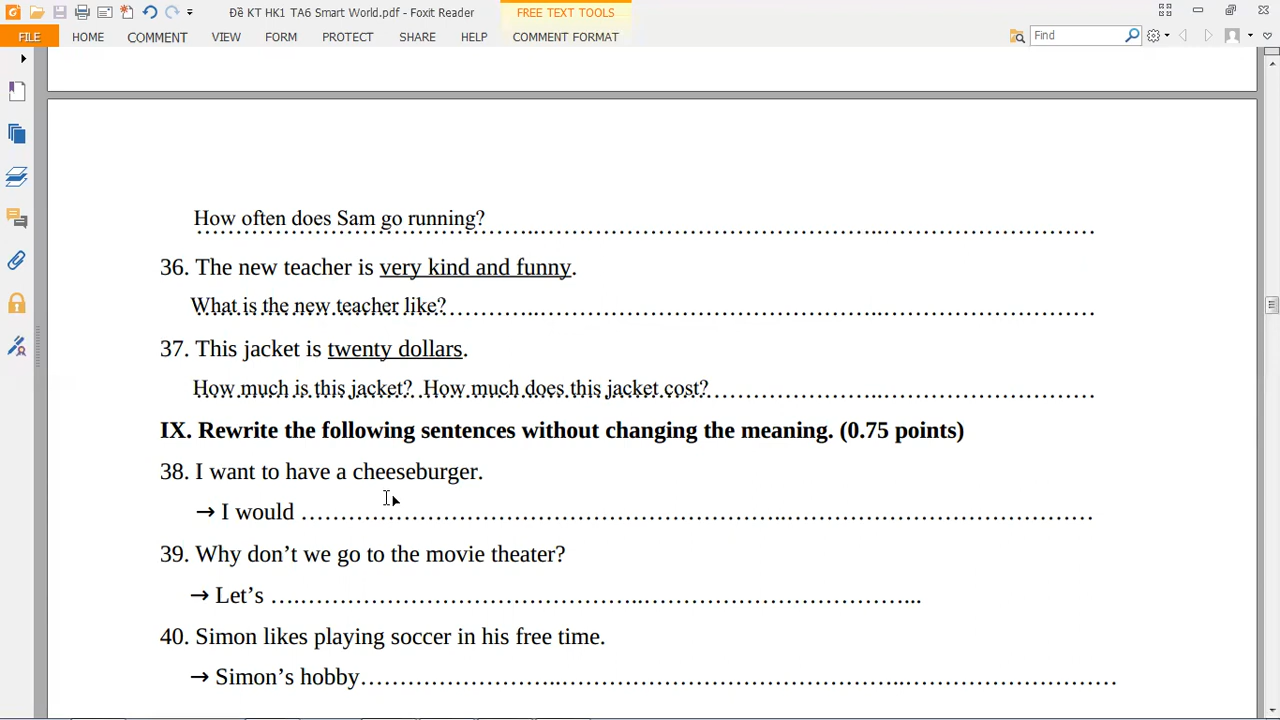 Đề KT HK1 TA6 Smart World.pdf - Foxit Reader
FREE TEXT TOOLS
FILE HOME COMMENT VIEW FORM PROTECT SHARE HELP COMMENT FORMAT
Find
How often does Sam go running?
36. The new teacher is very kind and funny.
What is the new teacher like?
37. This jacket is twenty dollars.
How much is this jacket? How much does this jacket cost?
IX. Rewrite the following sentences without changing the meaning. (0.75 points)
38. I want to have a cheeseburger.
→ I would ……………………………………………………..…………………………………
39. Why don’t we go to the movie theater?
→ Let’s ….……………………………………..…………………………...
40. Simon likes playing soccer in his free time.
→ Simon’s hobby……………………..……………………………………..………………………